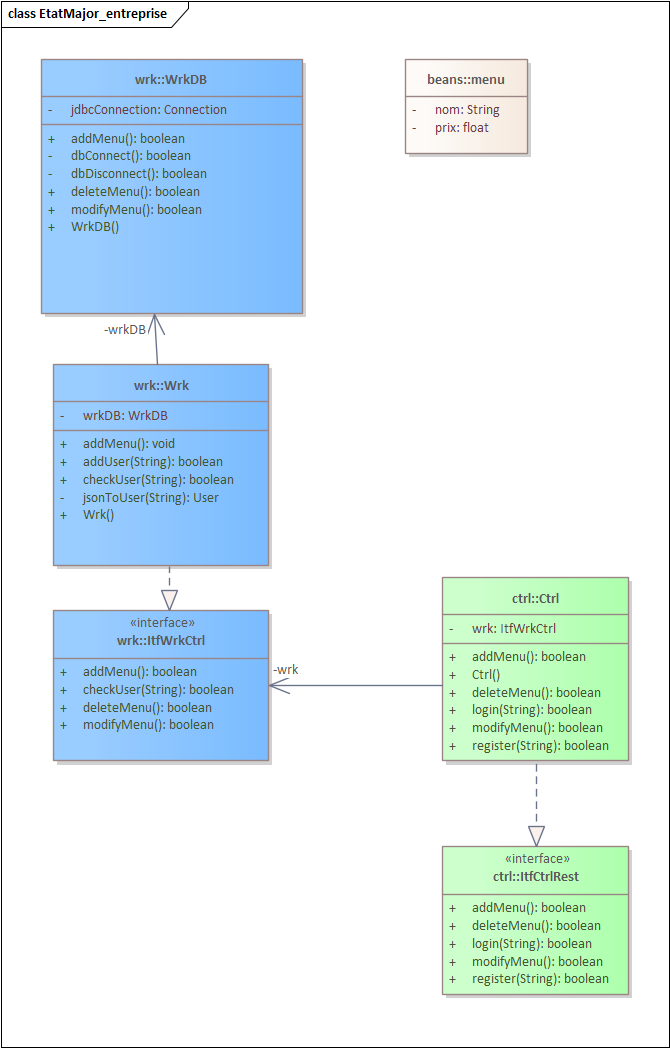 class EtatMajor_entreprise
wrk::WrkDB
- jdbcConnection: Connection
+ addMenu(): boolean
- dbConnect(): boolean
- dbDisconnect(): boolean
+ deleteMenu(): boolean
+ modifyMenu(): boolean
+ WrkDB()
beans::menu
- nom: String
- prix: float
-wrkDB
wrk::Wrk
- wrkDB: WrkDB
+ addMenu(): void
+ addUser(String): boolean
+ checkUser(String): boolean
- jsonToUser(String): User
+ Wrk()
«interface»
wrk::ItfWrkCtrl
+ addMenu(): boolean
+ checkUser(String): boolean
+ deleteMenu(): boolean
+ modifyMenu(): boolean
-wrk
ctrl::Ctrl
- wrk: ItfWrkCtrl
+ addMenu(): boolean
+ Ctrl()
+ deleteMenu(): boolean
+ login(String): boolean
+ modifyMenu(): boolean
+ register(String): boolean
«interface»
ctrl::ItfCtrlRest
+ addMenu(): boolean
+ deleteMenu(): boolean
+ login(String): boolean
+ modifyMenu(): boolean
+ register(String): boolean